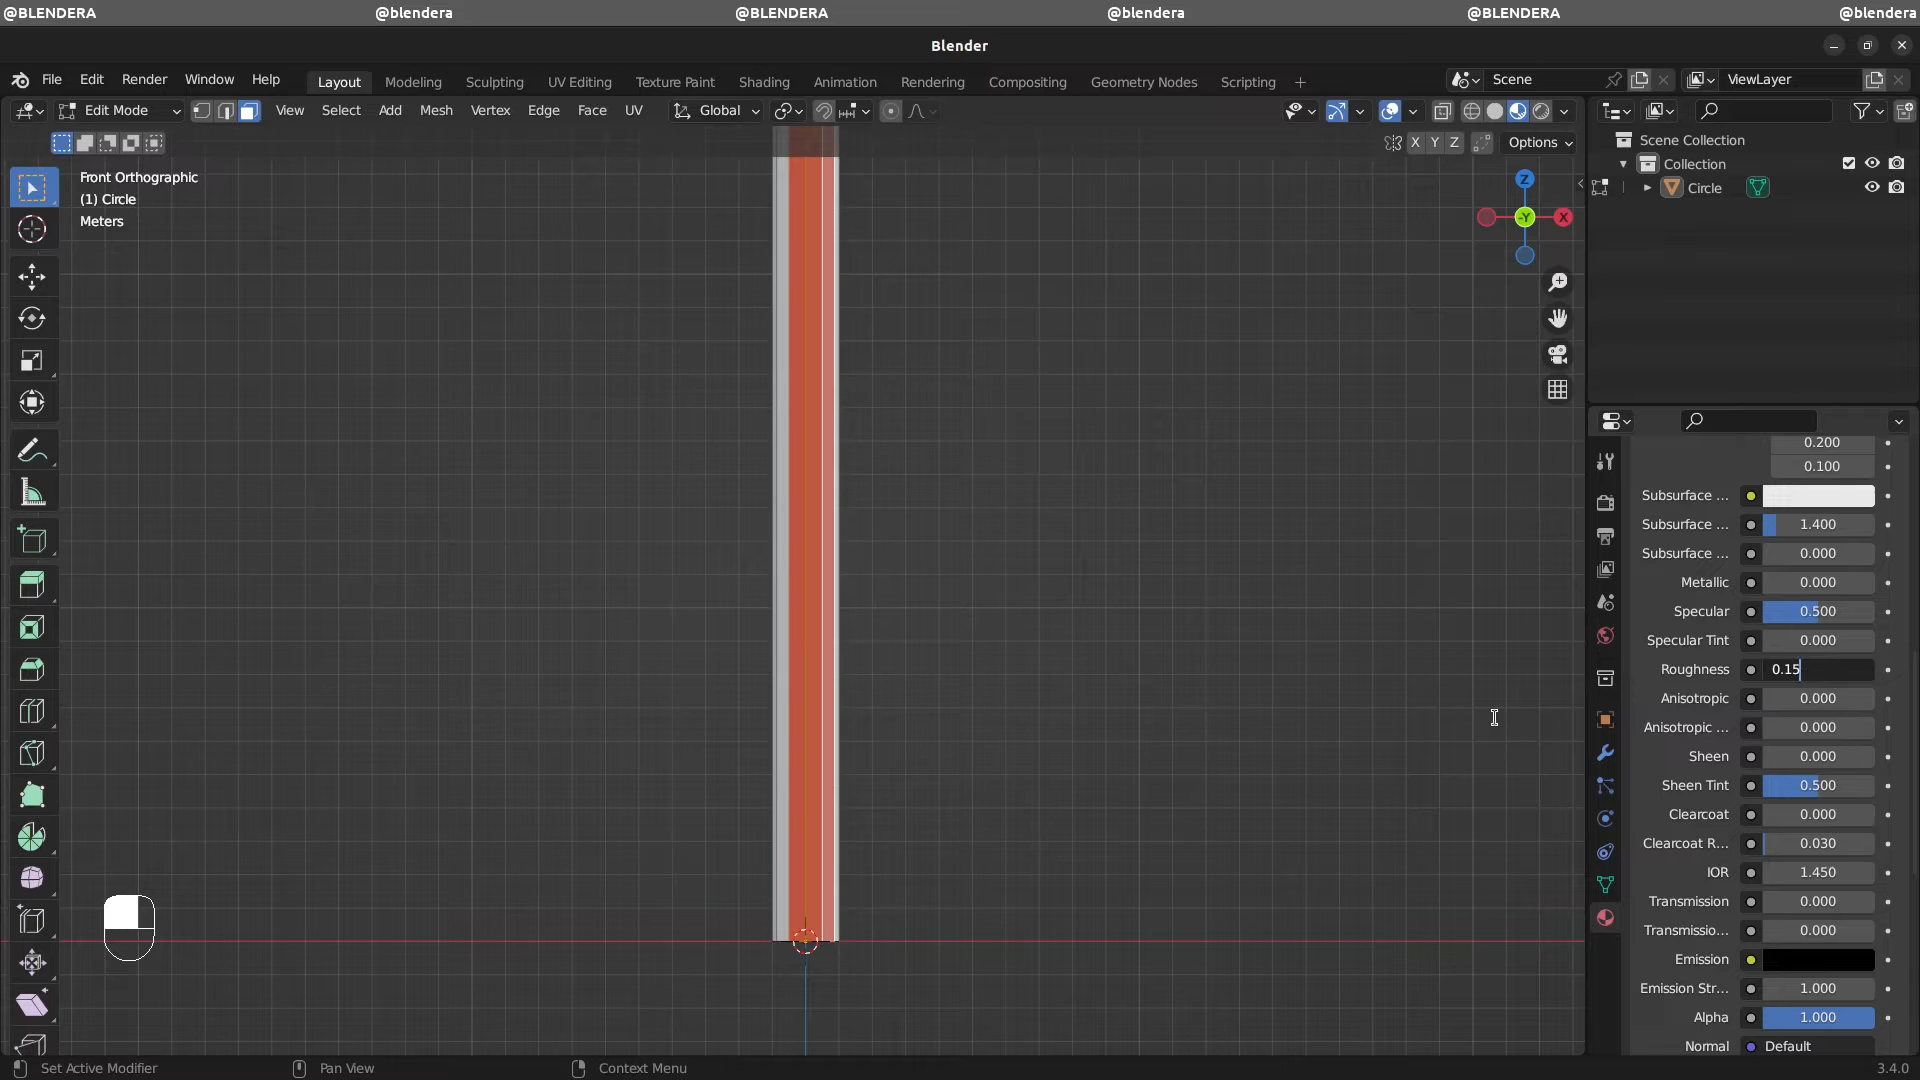 @BLENDERA @blendera @BLENDERA @blendera @BLENDERA @blendera
Blender
File Edit Render Window Help Layout Modeling Sculpting UV Editing Texture Paint Shading Animation Rendering Compositing Geometry Nodes Scripting + Scene ViewLayer
Edit Mode View Select Add Mesh Vertex Edge Face UV Global
X Y Z Options
Front Orthographic
(1) Circle
Meters
Z
-Y X
Scene Collection
Collection
Circle
0.200
0.100
Subsurface ...
Subsurface ... 1.400
Subsurface ... 0.000
Metallic 0.000
Specular 0.500
Specular Tint 0.000
Roughness 0.15
Anisotropic 0.000
Anisotropic ... 0.000
Sheen 0.000
Sheen Tint 0.500
Clearcoat 0.000
Clearcoat R... 0.030
IOR 1.450
Transmission 0.000
Transmissio... 0.000
Emission
Emission Str... 1.000
Alpha 1.000
Normal Default
Set Active Modifier Pan View Context Menu 3.4.0